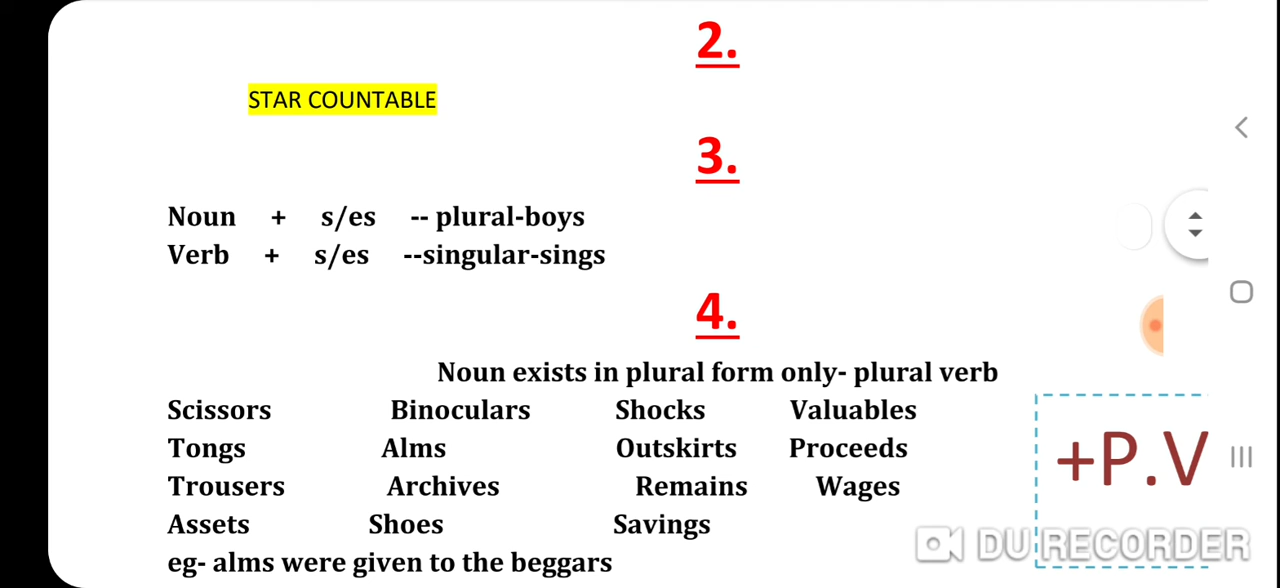 2.
STAR COUNTABLE
3.
Noun + s/es -- plural-boys
Verb + s/es --singular-sings
4.
Noun exists in plural form only- plural verb
Scissors Binoculars Shocks Valuables
Tongs Alms Outskirts Proceeds
Trousers Archives Remains Wages
Assets Shoes Savings
eg- alms were given to the beggars
+P.V
DU RECORDER